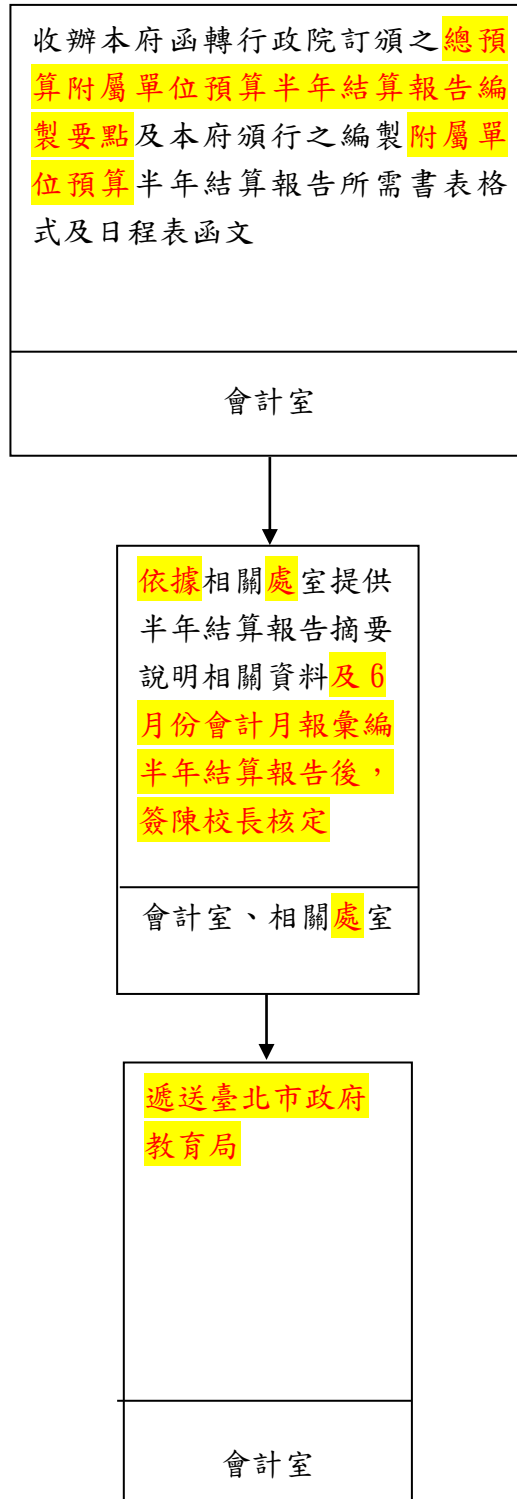 收辦本府函轉行政院訂頒之總預
算附屬單位預算半年結算報告編
製要點及本府頒行之編製附屬單
位預算半年結算報告所需書表格
式及日程表函文
會計室
依據相關處室提供
半年結算報告摘要
說明相關資料及 6
月份會計月報彙編
半年結算報告後，
簽陳校長核定
會計室、相關處室
遞送臺北市政府
教育局
會計室